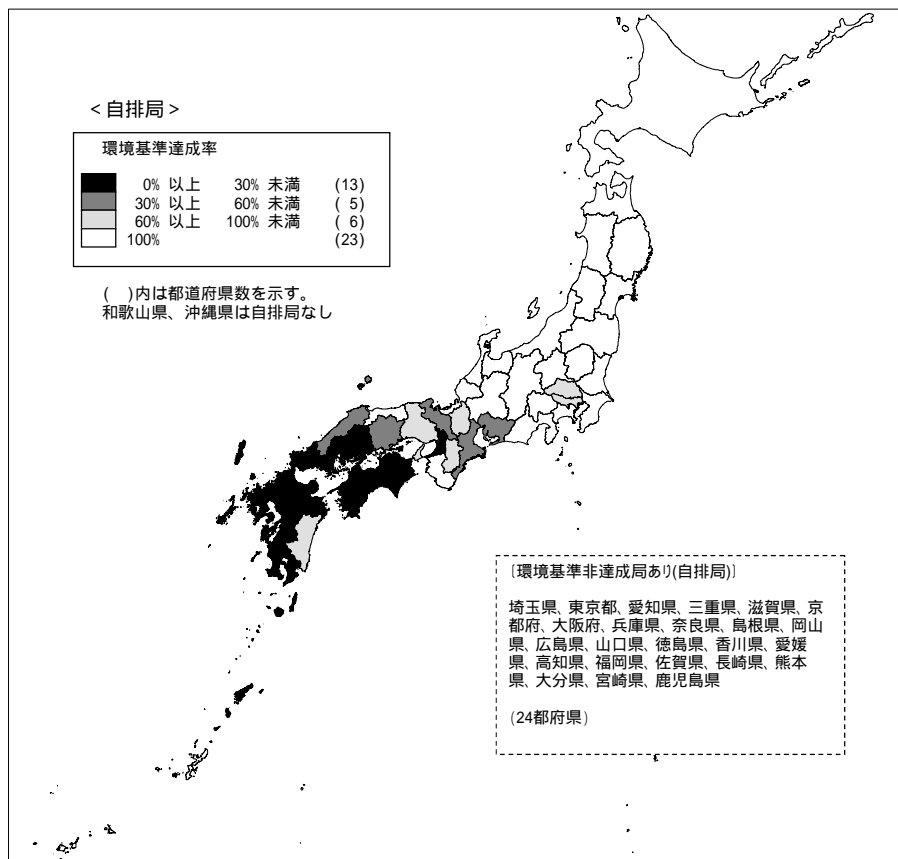 ＜自排局＞
環境基準達成率
0% 以上 30% 未満 (13)
30% 以上 60% 未満 ( 5)
60% 以上 100% 未満 ( 6)
100% (23)
( )内は都道府県数を示す。
和歌山県、沖縄県は自排局なし
〔環境基準非達成局あり(自排局)〕
埼玉県、東京都、愛知県、三重県、滋賀県、京
都府、大阪府、兵庫県、奈良県、島根県、岡山
県、広島県、山口県、徳島県、香川県、愛媛
県、高知県、福岡県、佐賀県、長崎県、熊本
県、大分県、宮崎県、鹿児島県
(24都府県)